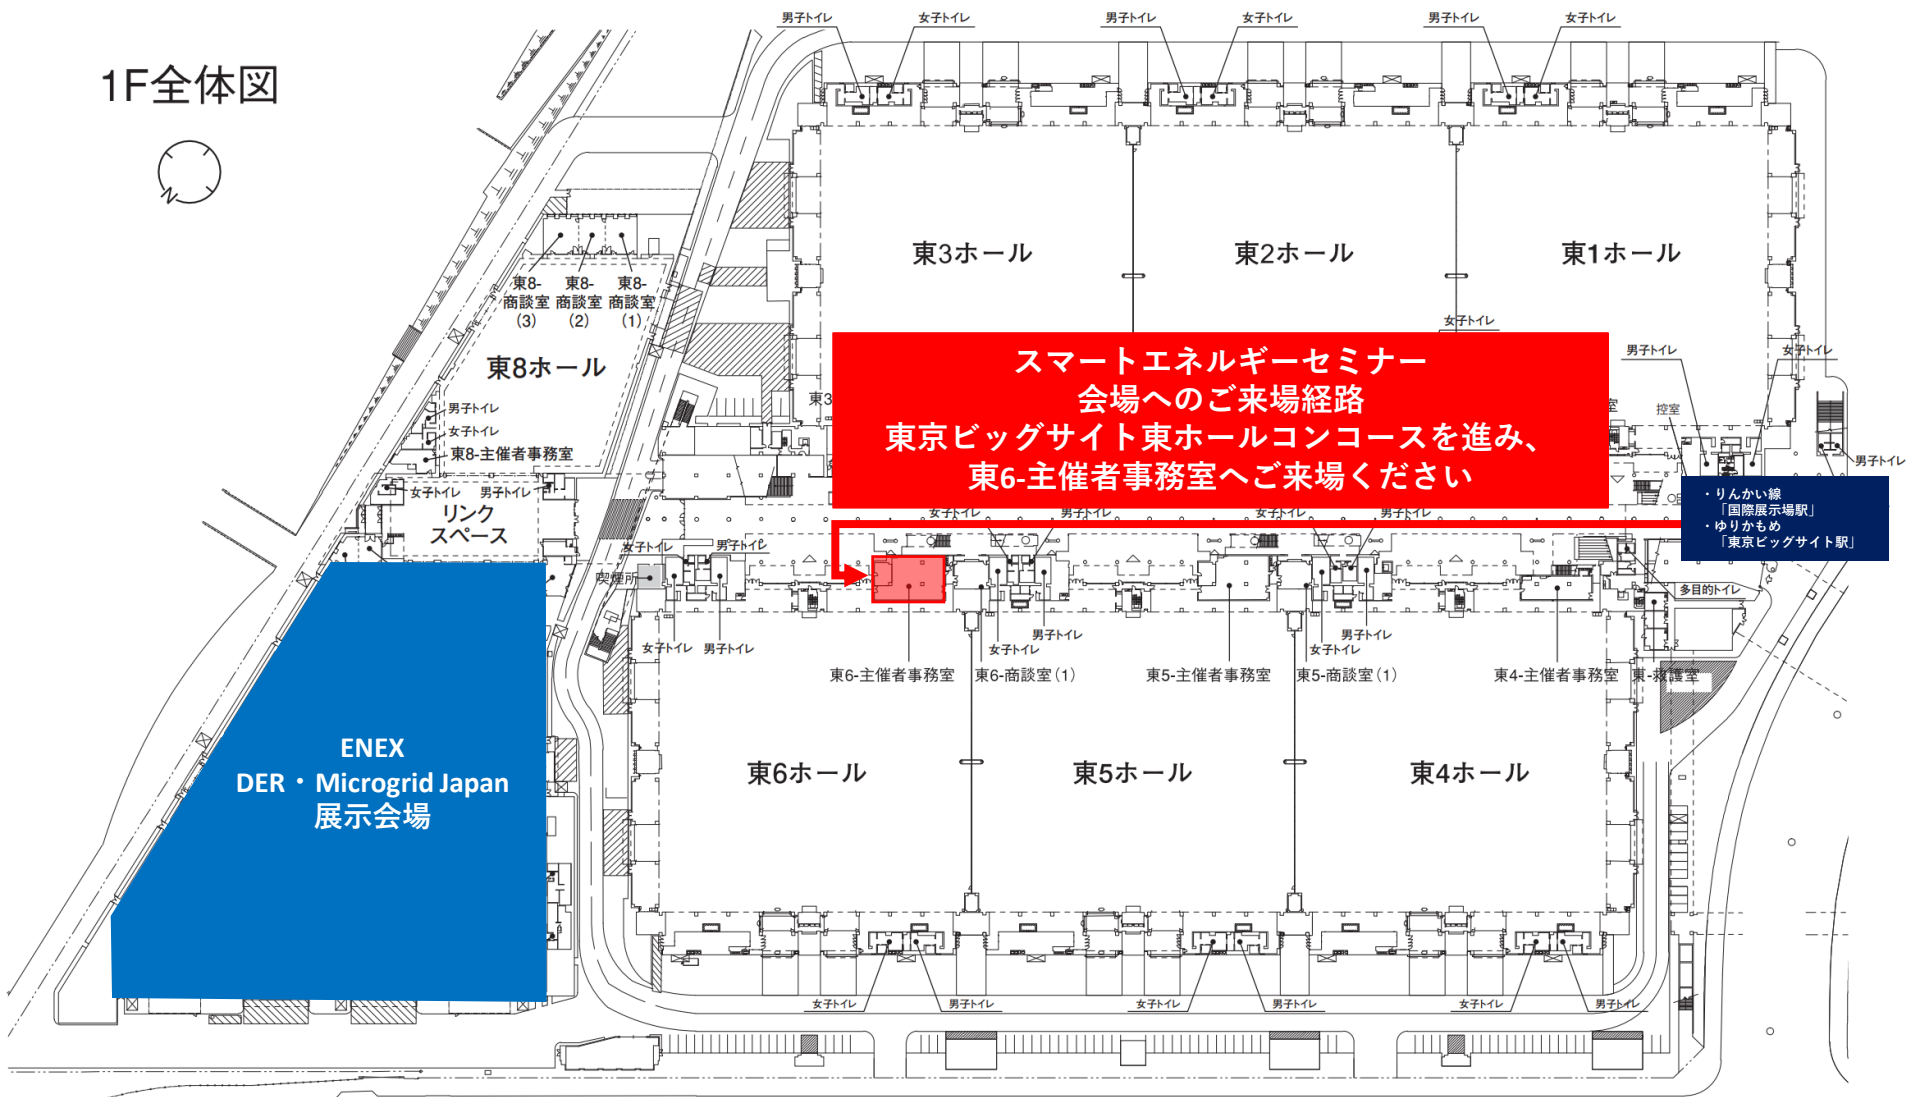 男子トイレ
女子トイレ
男子トイレ
女子トイレ
男子トイレ
女子トイレ
1F全体図
N
東3ホール
東2ホール
東1ホール
東8-
商談室
(3)
東8-
商談室
(2)
東8-
商談室
(1)
東8ホール
女子トイレ
男子トイレ
女子トイレ
スマートエネルギーセミナー
会場へのご来場経路
東京ビッグサイト東ホールコンコースを進み、
東6-主催者事務室へご来場ください
東3
室
控室
男子トイレ
女子トイレ
東8-主催者事務室
男子トイレ
女子トイレ
男子トイレ
リンク
スペース
・りんかい線
「国際展示場駅」
・ゆりかもめ
「東京ビッグサイト駅」
女子トイレ
男子トイレ
女子トイレ
男子トイレ
女子トイレ
男子トイレ
喫煙所
多目的トイレ
女子トイレ
男子トイレ
女子トイレ
男子トイレ
女子トイレ
男子トイレ
東6-主催者事務室
東6-商談室(1)
東5-主催者事務室
東5-商談室(1)
東4-主催者事務室
東-救護室
ENEX
DER・Microgrid Japan
展示会場
東6ホール
東5ホール
東4ホール
女子トイレ
男子トイレ
女子トイレ
男子トイレ
女子トイレ
男子トイレ